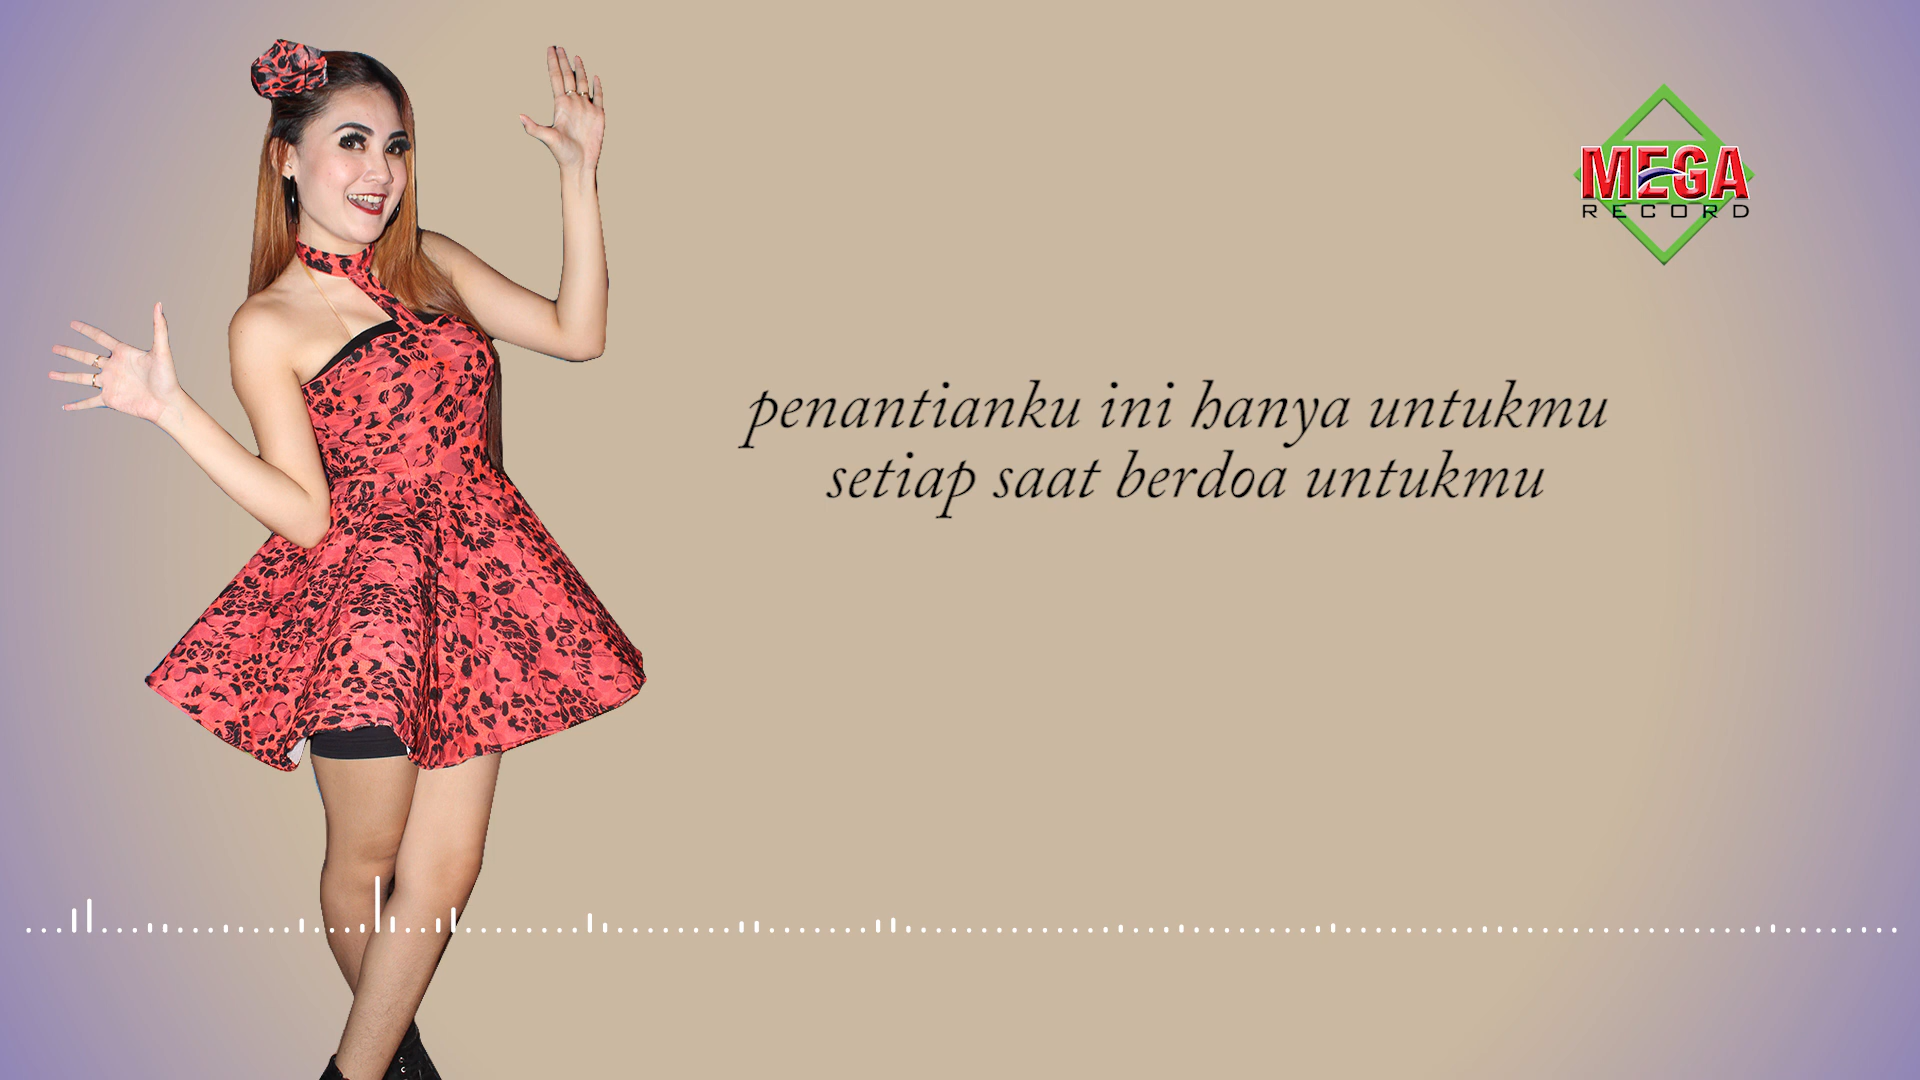 MEGA
RECORD
penantianku ini hanya untukmu
setiap saat berdoa untukmu